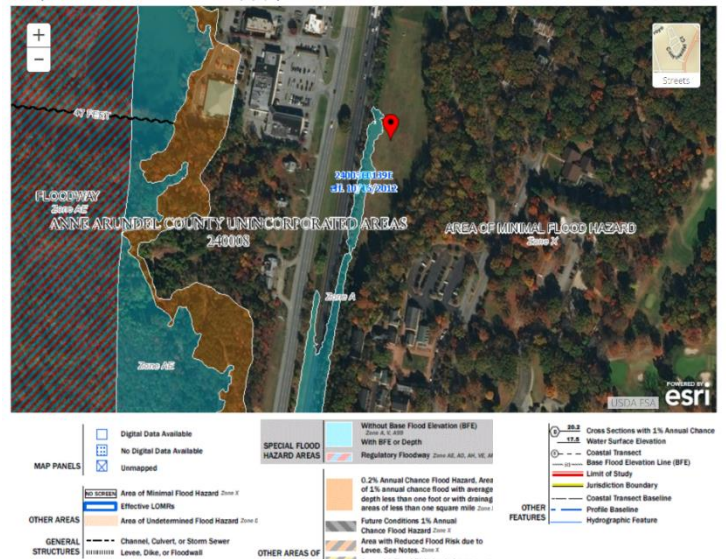 +
Streets
−
47 FEET
eff. 10/16/2012
FLOODWAY
Zone AE
ANNE ARUNDEL COUNTY UNINCORPORATED AREAS
240008
AREA OF MINIMAL FLOOD HAZARD
Zone X
Zone A
Zone AE
POWERED BY
esri
USDA FSA
MAP PANELS
Digital Data Available
No Digital Data Available
Unmapped
OTHER AREAS
NO SCREEN Area of Minimal Flood Hazard Zone X
Effective LOMRs
Area of Undetermined Flood Hazard Zone
GENERAL
STRUCTURES
Channel, Culvert, or Storm Sewer
Levee, Dike, or Floodwall
SPECIAL FLOOD
HAZARD AREAS
Without Base Flood Elevation (BFE)
Zone A, V, A99
With BFE or Depth
Regulatory Floodway Zone AE, AO, AH, VE, A
0.2% Annual Chance Flood Hazard, Area
of 1% annual chance flood with average
depth less than one foot or with drainag
areas of less than one square mile Zone
Future Conditions 1% Annual
Chance Flood Hazard Zone X
Area with Reduced Flood Risk due to
Levee. See Notes. Zone X
OTHER AREAS OF
OTHER
FEATURES
20.2 Cross Sections with 1% Annual Chance
17.5 Water Surface Elevation
Coastal Transect
Base Flood Elevation Line (BFE)
Limit of Study
Jurisdiction Boundary
Coastal Transect Baseline
Profile Baseline
Hydrographic Feature